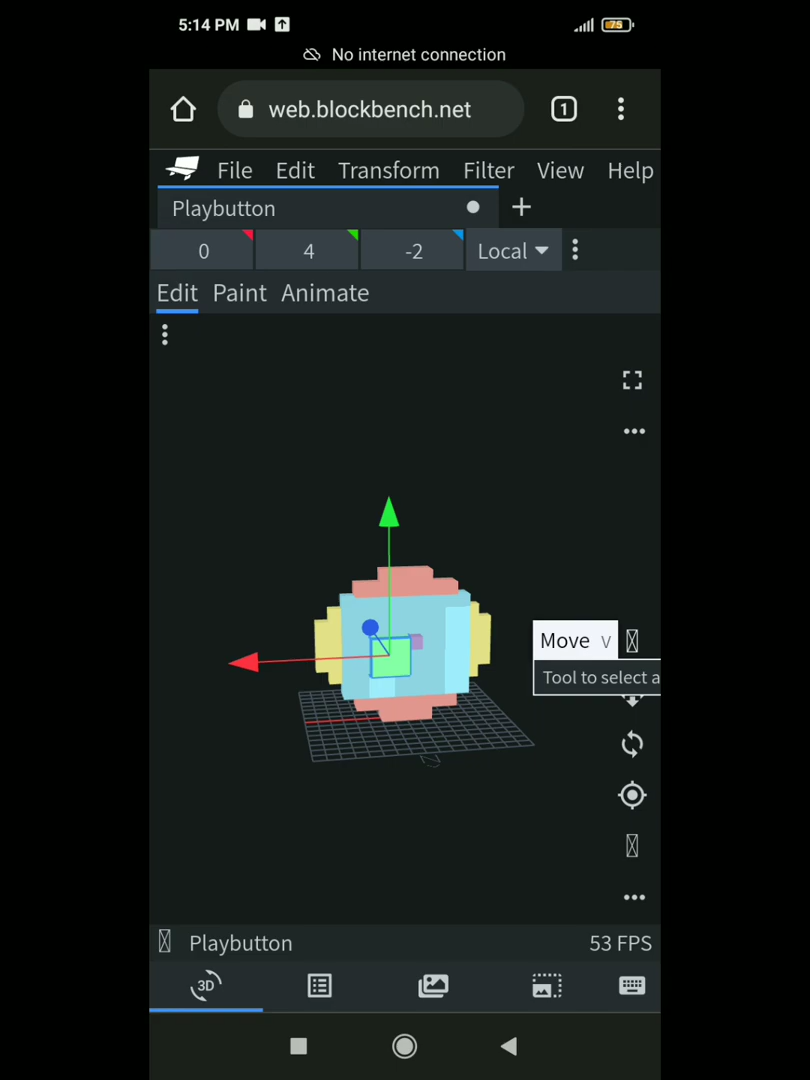 5:14 PM 75
No internet connection
web.blockbench.net 1
File Edit Transform Filter View Help
Playbutton
0 4 -2 Local
Edit Paint Animate
Move V
Tool to select a
Playbutton 53 FPS
3D